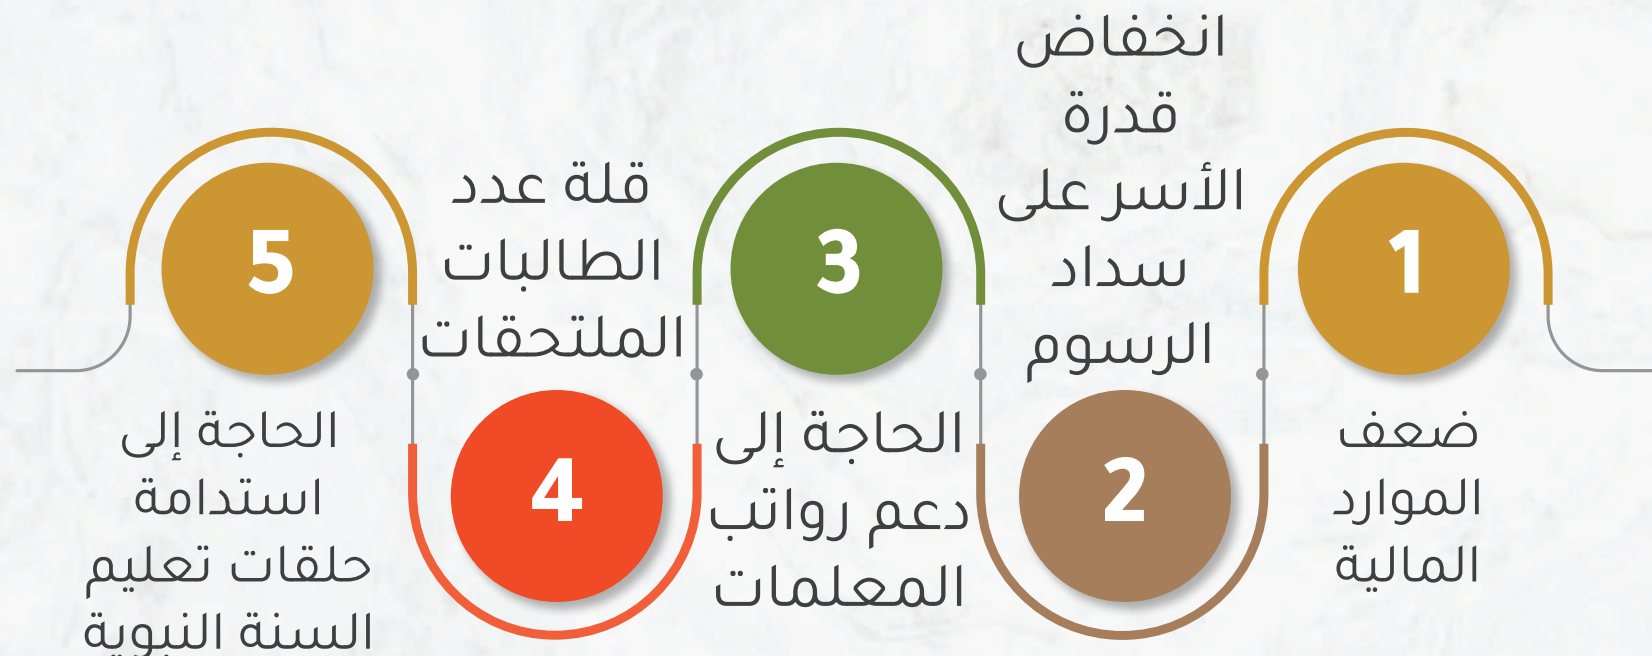 1
ضعف
الموارد
المالية
انخفاض
قدرة
الأسر على
سداد
الرسوم
2
3
الحاجة إلى
دعم رواتب
المعلمات
قلة عدد
الطالبات
الملتحقات
4
5
الحاجة إلى
استدامة
حلقات تعليم
السنة النبوية